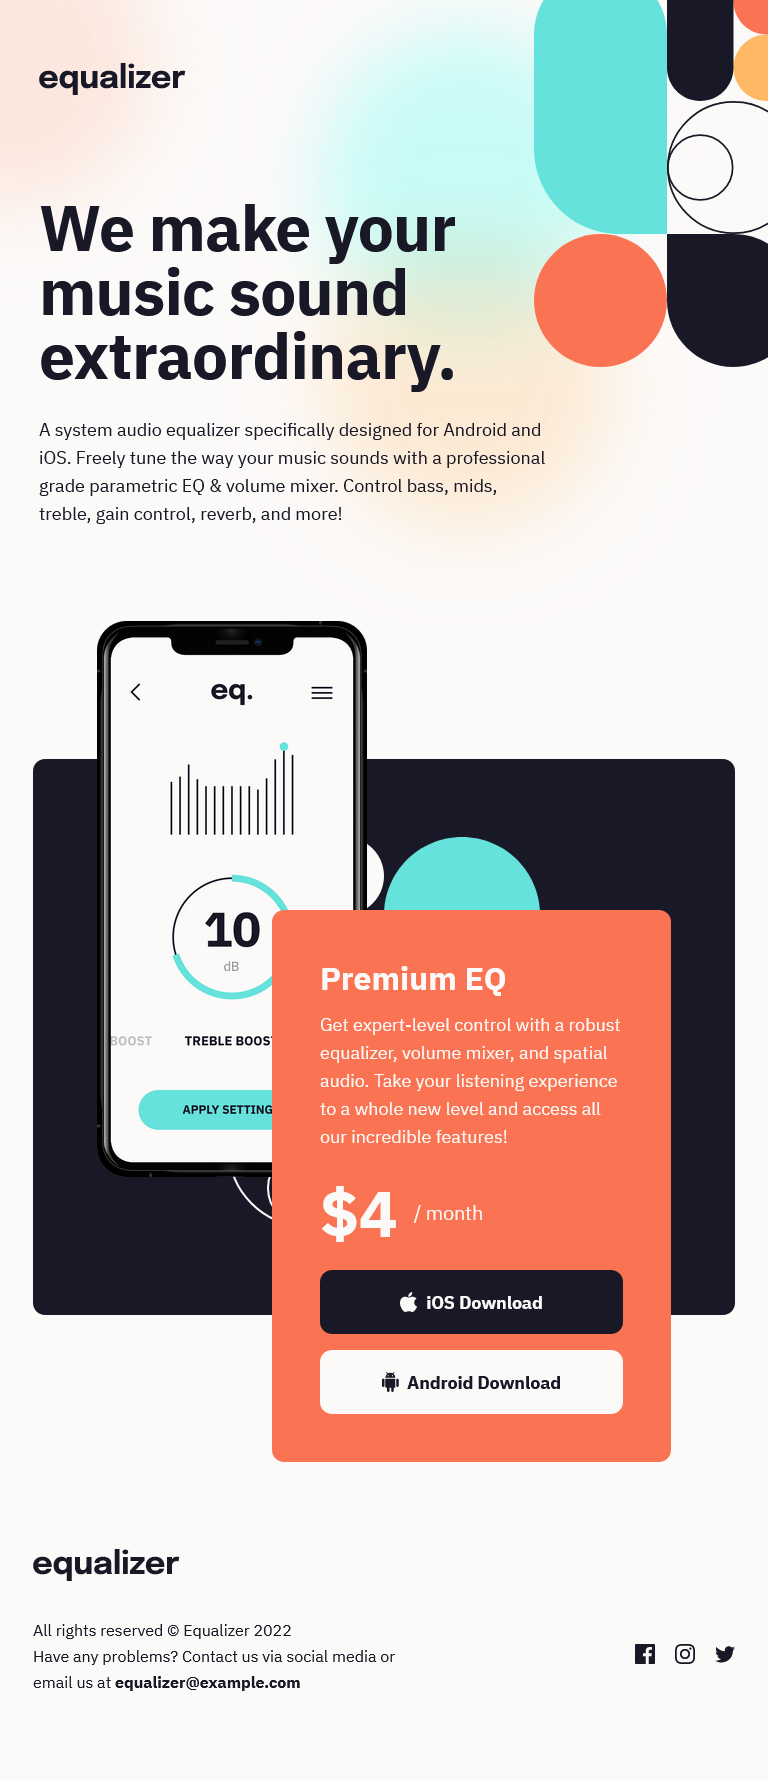 equalizer
We make your
music sound
extraordinary.
A system audio equalizer specifically designed for Android and
iOS. Freely tune the way your music sounds with a professional
grade parametric EQ & volume mixer. Control bass, mids,
treble, gain control, reverb, and more!
eq.
10
dB
BOOST TREBLE BOOST
APPLY SETTING
Premium EQ
Get expert-level control with a robust
equalizer, volume mixer, and spatial
audio. Take your listening experience
to a whole new level and access all
our incredible features!
$4 / month
iOS Download
Android Download
equalizer
All rights reserved © Equalizer 2022
Have any problems? Contact us via social media or
email us at equalizer@example.com